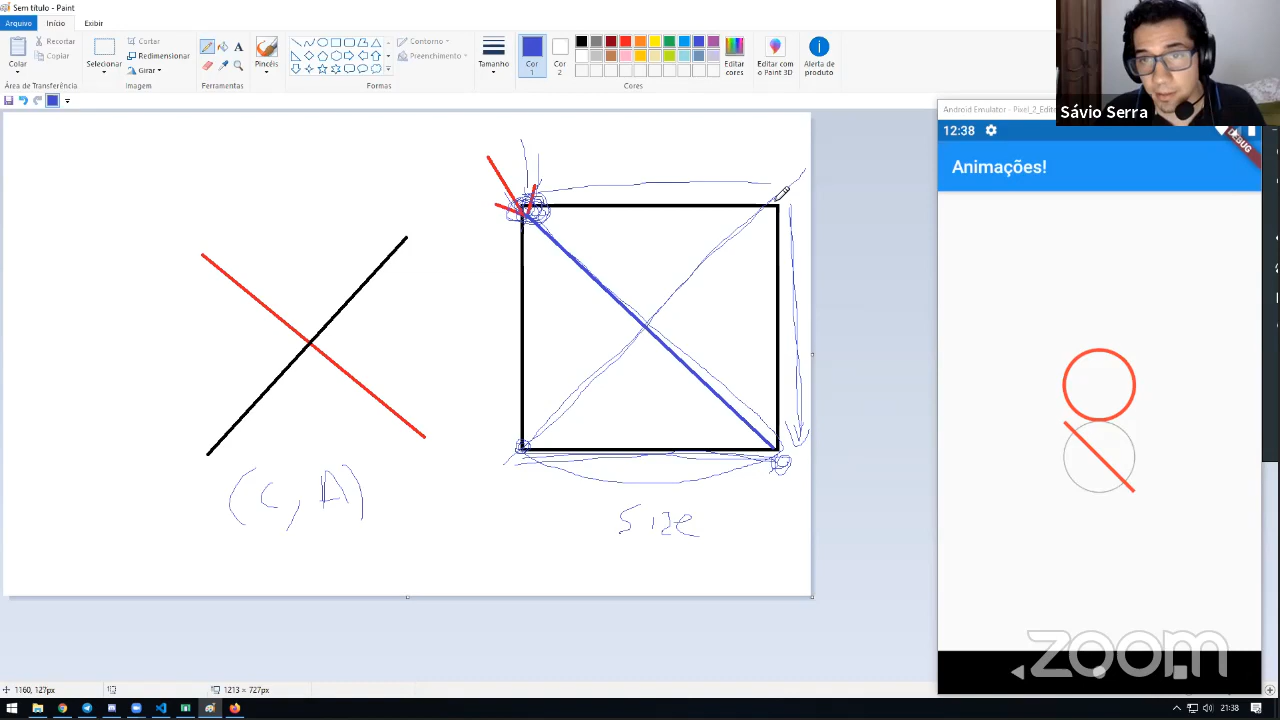 Sem título - Paint
Arquivo
Início
Exibir
Colar
Recortar
Copiar
Área de Transferência
Selecionar
Cortar
Redimensionar
Girar
Imagem
A
Ferramentas
Pincéis
Contorno
Preenchimento
Formas
Tamanho
Cor
1
Cor
2
Editar
cores
Editar com
o Paint 3D
Alerta de
produto
Cores
Sávio Serra
Android Emulator - Pixel_2_Edite
12:38
DEBUG
Animações!
(C, A)
Size
zoom
1160, 127px
1213 × 727px
21:38